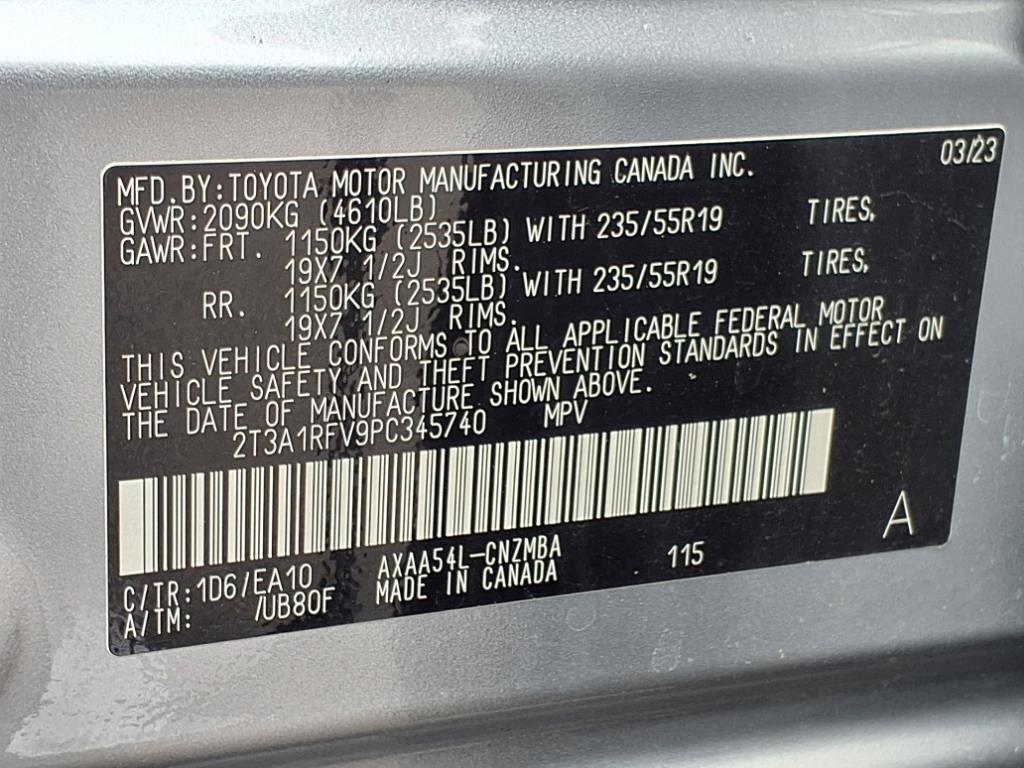 03/23
MFD.BY:TOYOTA MOTOR MANUFACTURING CANADA INC.
GVWR:2090KG (4610LB)
GAWR:FRT. 1150KG (2535LB) WITH 235/55R19 TIRES,
19X7 1/2J RIMS.
RR. 1150KG (2535LB) WITH 235/55R19 TIRES,
19X7 1/2J RIMS.
THIS VEHICLE CONFORMS TO ALL APPLICABLE FEDERAL MOTOR
VEHICLE SAFETY AND THEFT PREVENTION STANDARDS IN EFFECT ON
THE DATE OF MANUFACTURE SHOWN ABOVE.
2T3A1RFV9PC345740 MPV
A
C/TR:1D6/EA10 AXAA54L-CNZMBA 115
A/TM: /UB80F MADE IN CANADA